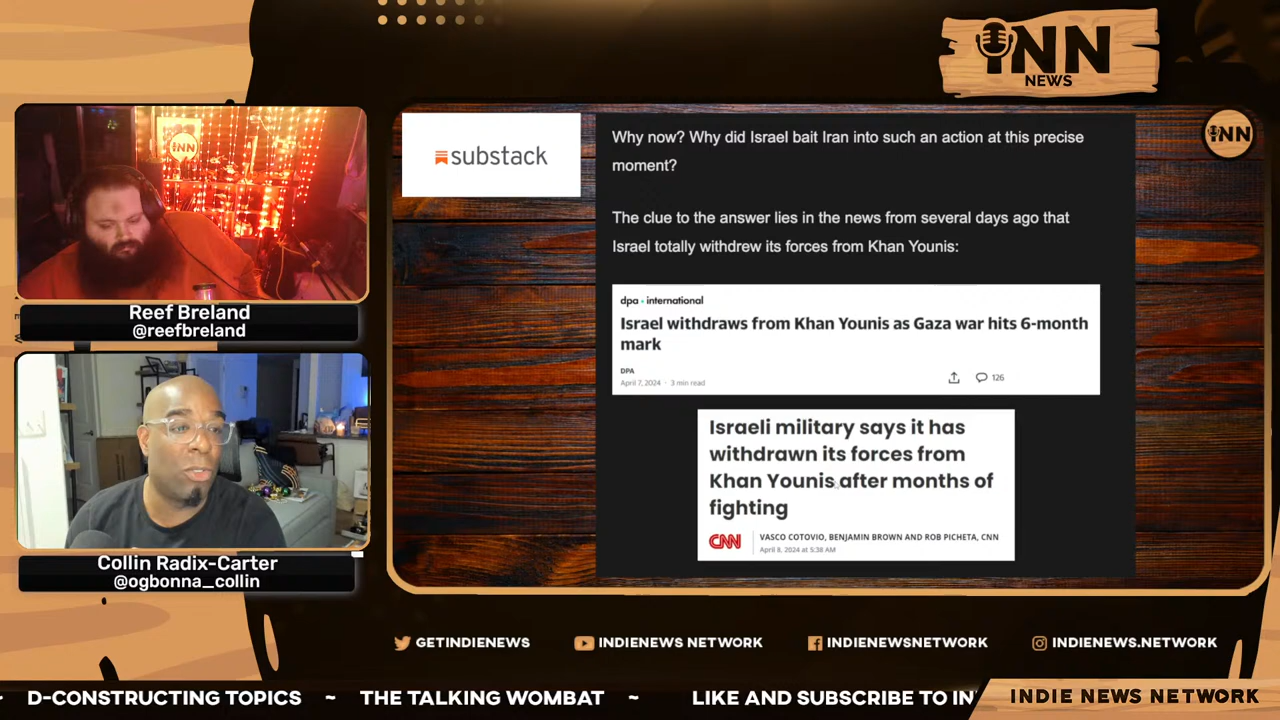 INN
NEWS
INN
substack
Why now? Why did Israel bait Iran into such an action at this precise
moment?
The clue to the answer lies in the news from several days ago that
Israel totally withdrew its forces from Khan Younis:
dpa • international
Israel withdraws from Khan Younis as Gaza war hits 6-month
mark
DPA
April 7, 2024 • 3 min read
126
Israeli military says it has
withdrawn its forces from
Khan Younis after months of
fighting
CNN
VASCO COTOVIO, BENJAMIN BROWN AND ROB PICHETA, CNN
April 8, 2024 at 5:38 AM
INN
Reef Breland
@reefbreland
Collin Radix-Carter
@ogbonna_collin
GETINDIENEWS
INDIENEWS NETWORK
INDIENEWSNETWORK
INDIENEWS.NETWORK
~ D-CONSTRUCTING TOPICS ~ THE TALKING WOMBAT ~ LIKE AND SUBSCRIBE TO IN
INDIE NEWS NETWORK